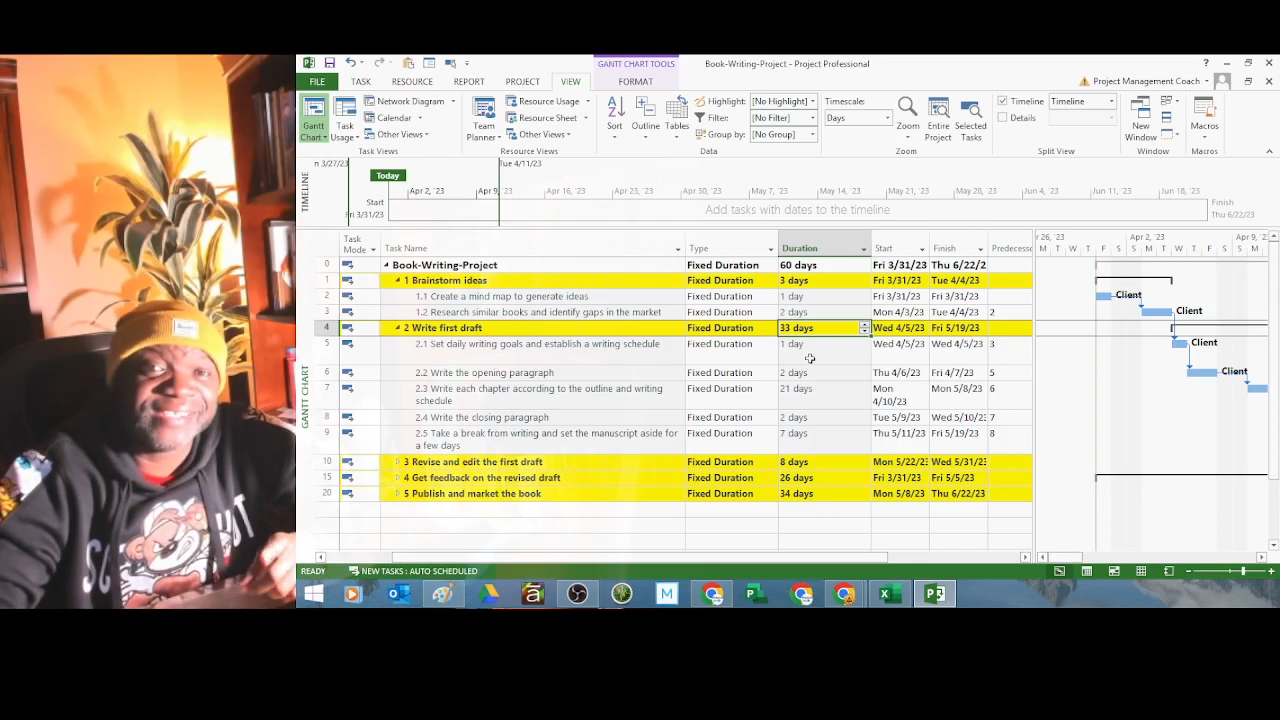 GANTT CHART TOOLS
Book-Writing-Project - Project Professional
FILE TASK RESOURCE REPORT PROJECT VIEW FORMAT
Project Management Coach
Gantt Chart
Task Usage
Network Diagram
Calendar
Other Views
Task Views
Team Planner
Resource Usage
Resource Sheet
Other Views
Resource Views
Sort
Outline
Tables
Highlight: [No Highlight]
Filter: [No Filter]
Group by: [No Group]
Data
Timescale:
Days
Zoom
Entire Project
Selected Tasks
Zoom
Timeline Timeline
Details
Split View
New Window
Window
Macros
Macros
TIMELINE
n 3/27/23 Tue 4/11/23
Today
Apr 2, '23 Apr 9, '23 Apr 16, '23 Apr 23, '23 Apr 30, '23 May 7, '23 May 14, '23 May 21, '23 May 28, '23 Jun 4, '23 Jun 11, '23 Jun 18, '23
Start
Fri 3/31/23
Add tasks with dates to the timeline
Finish
Thu 6/22/23
GANTT CHART
Task Mode Task Name Type Duration Start Finish Predecess
26, '23 Apr 2, '23 Apr 9, '23
M T W T F S S M T W T F S S M
0 Book-Writing-Project Fixed Duration 60 days Fri 3/31/23 Thu 6/22/2
1 1 Brainstorm ideas Fixed Duration 3 days Fri 3/31/23 Tue 4/4/23
2 1.1 Create a mind map to generate ideas Fixed Duration 1 day Fri 3/31/23 Fri 3/31/23 Client
3 1.2 Research similar books and identify gaps in the market Fixed Duration 2 days Mon 4/3/23 Tue 4/4/23 2 Client
4 2 Write first draft Fixed Duration 33 days Wed 4/5/23 Fri 5/19/23
5 2.1 Set daily writing goals and establish a writing schedule Fixed Duration 1 day Wed 4/5/23 Wed 4/5/23 3 Client
6 2.2 Write the opening paragraph Fixed Duration 2 days Thu 4/6/23 Fri 4/7/23 5 Client
7 2.3 Write each chapter according to the outline and writing schedule Fixed Duration 21 days Mon 4/10/23 Mon 5/8/23 6
8 2.4 Write the closing paragraph Fixed Duration 2 days Tue 5/9/23 Wed 5/10/23 7
9 2.5 Take a break from writing and set the manuscript aside for a few days Fixed Duration 7 days Thu 5/11/23 Fri 5/19/23 8
10 3 Revise and edit the first draft Fixed Duration 8 days Mon 5/22/23 Wed 5/31/23
15 4 Get feedback on the revised draft Fixed Duration 26 days Fri 3/31/23 Fri 5/5/23
20 5 Publish and market the book Fixed Duration 34 days Mon 5/8/23 Thu 6/22/23
READY NEW TASKS : AUTO SCHEDULED